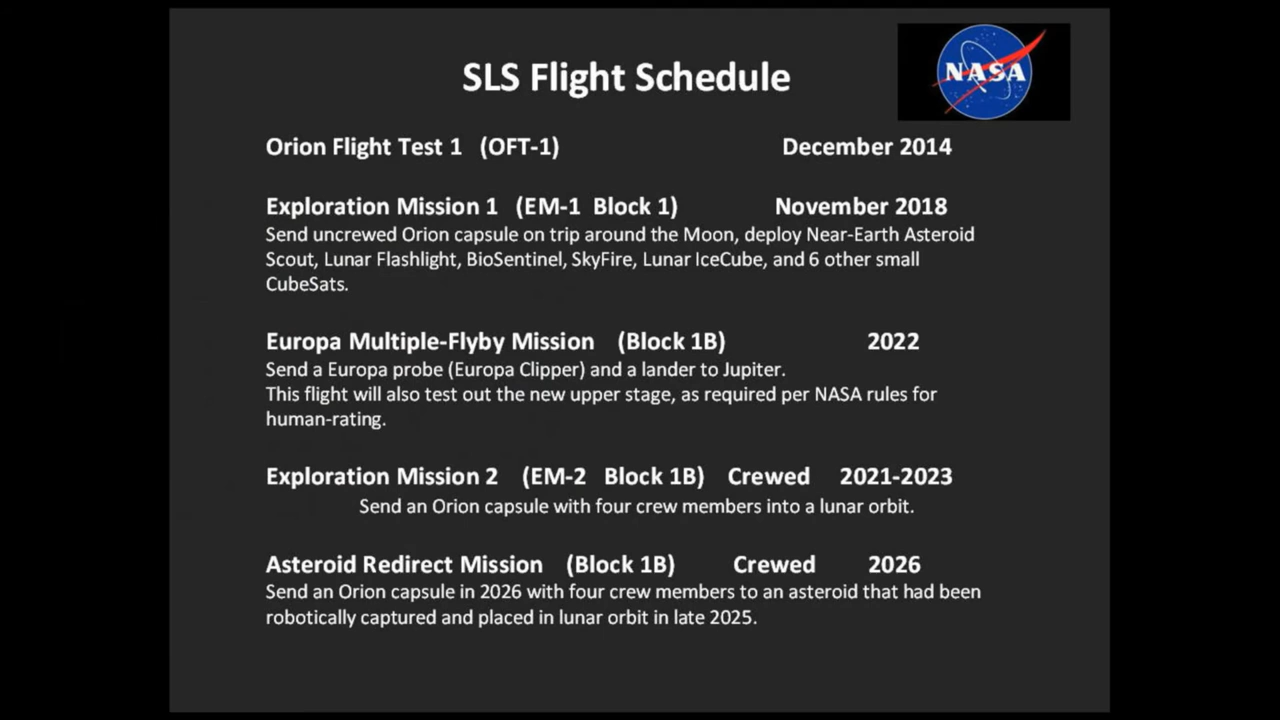 SLS Flight Schedule
NASA
Orion Flight Test 1 (OFT-1) December 2014
Exploration Mission 1 (EM-1 Block 1) November 2018
Send uncrewed Orion capsule on trip around the Moon, deploy Near-Earth Asteroid
Scout, Lunar Flashlight, BioSentinel, SkyFire, Lunar IceCube, and 6 other small
CubeSats.
Europa Multiple-Flyby Mission (Block 1B) 2022
Send a Europa probe (Europa Clipper) and a lander to Jupiter.
This flight will also test out the new upper stage, as required per NASA rules for
human-rating.
Exploration Mission 2 (EM-2 Block 1B) Crewed 2021-2023
Send an Orion capsule with four crew members into a lunar orbit.
Asteroid Redirect Mission (Block 1B) Crewed 2026
Send an Orion capsule in 2026 with four crew members to an asteroid that had been
robotically captured and placed in lunar orbit in late 2025.